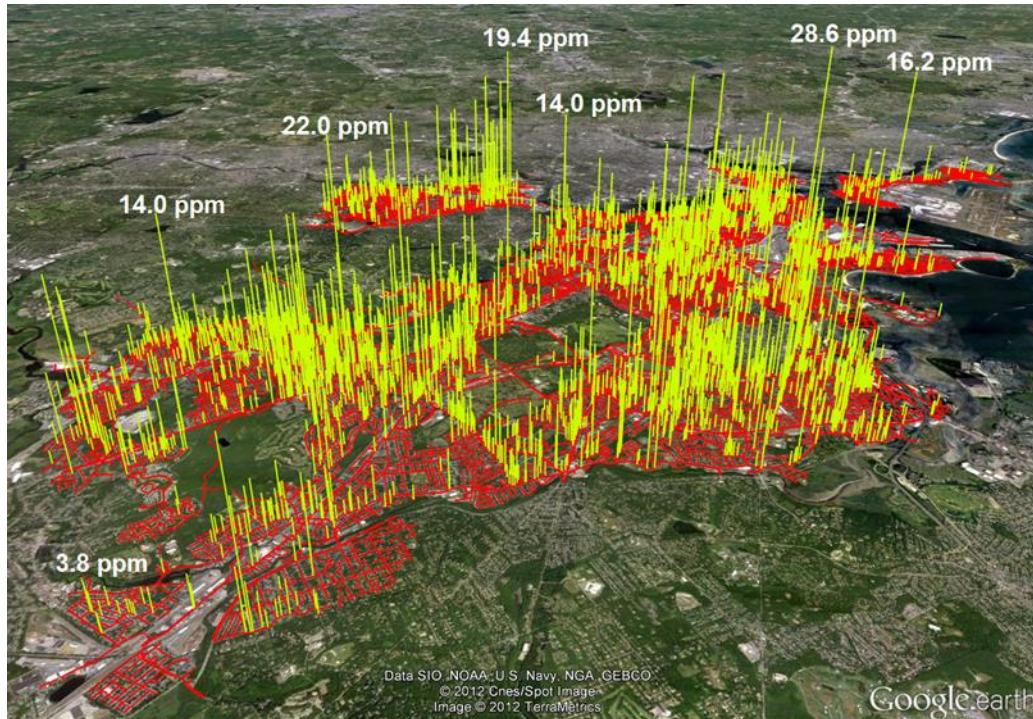 19.4 ppm
28.6 ppm
16.2 ppm
14.0 ppm
22.0 ppm
14.0 ppm
3.8 ppm
Data SIO, NOAA, U.S. Navy, NGA, GEBCO
© 2012 Cnes/Spot Image
Image © 2012 TerraMetrics
Google earth